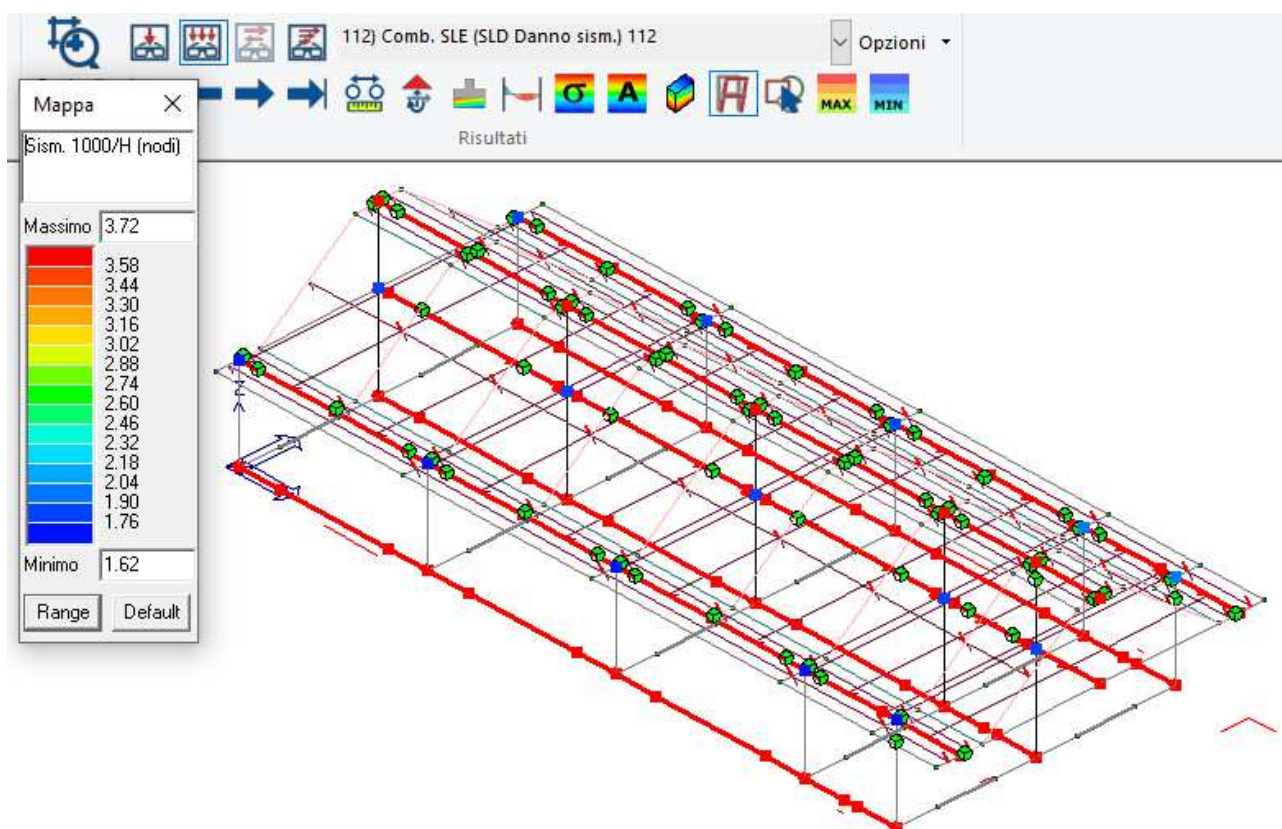 112) Comb. SLE (SLD Danno sism.) 112
Opzioni
σ
A
MAX
MIN
Risultati
Mappa
Sism. 1000/H (nodi)
Massimo 3.72
3.58
3.44
3.30
3.16
3.02
2.88
2.74
2.60
2.46
2.32
2.18
2.04
1.90
1.76
Minimo 1.62
Range Default
Z